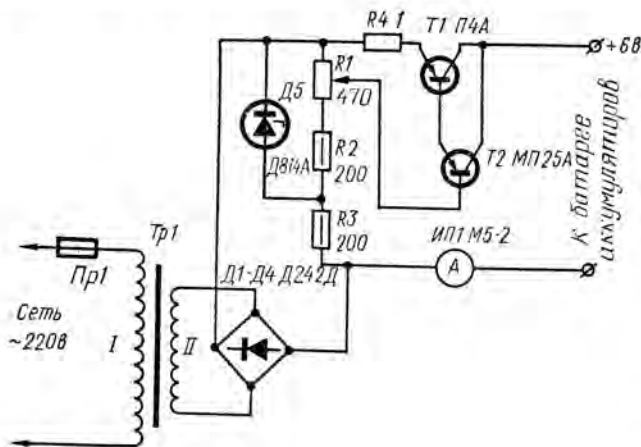 R4 1
T1 П4А
+6в
R1
470
Д5
Д814А
R2
200
T2 МП25А
R3
200
К батарее
аккумуляторов
ИП1 М5-2
А
Тр1
Пр1
Д1-Д4 Д242Д
Сеть
~220в
I
II